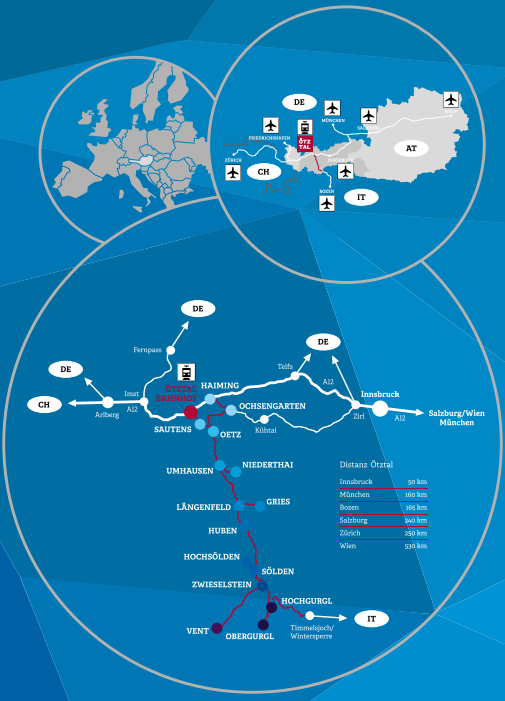 DE
MÜNCHEN
FRIEDRICHSHAFEN
ÖTZ
TAL
ZÜRICH
INNSBRUCK
AT
CH
BOZEN
IT
DE
Fernpass
DE
DE
Telfs
ÖTZTAL
BAHNHOF
HAIMING
A12
Imst
CH
Arlberg
A12
OCHSENGARTEN
Innsbruck
Zirl
A12
Salzburg/Wien
München
SAUTENS
OETZ
Kühtai
UMHAUSEN
NIEDERTHAI
Distanz Ötztal
Innsbruck 50 km
München 160 km
Bozen 165 km
Salzburg 240 km
Zürich 250 km
Wien 530 km
LÄNGENFELD
GRIES
HUBEN
HOCHSÖLDEN
SÖLDEN
ZWIESELSTEIN
HOCHGURGL
VENT
OBERGURGL
Timmelsjoch/
Wintersperre
IT